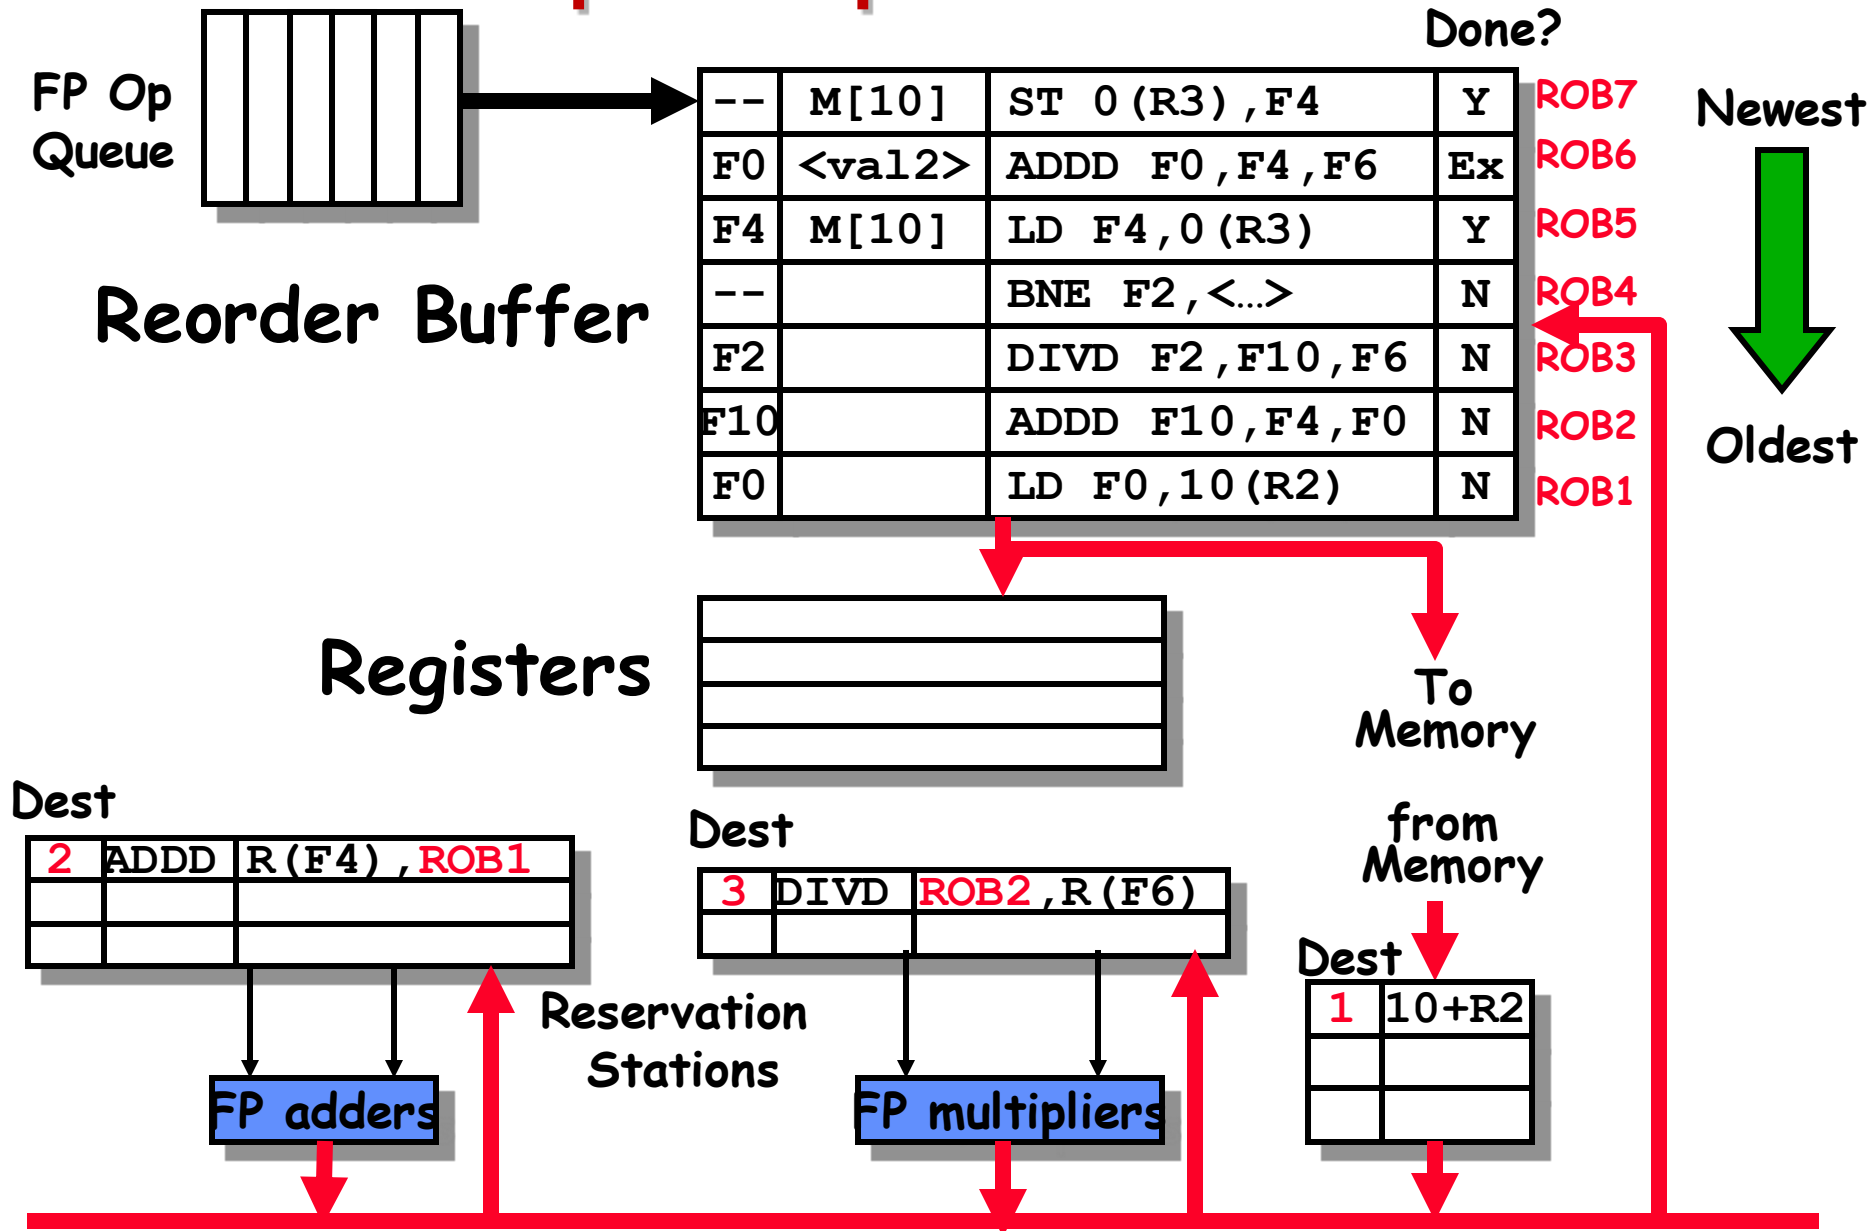 Done?
FP Op
Queue
-- M[10] ST 0(R3),F4 Y ROB7
Newest
F0 <val2> ADDD F0,F4,F6 Ex ROB6
F4 M[10] LD F4,0(R3) Y ROB5
-- BNE F2,<…> N ROB4
Reorder Buffer
F2 DIVD F2,F10,F6 N ROB3
F10 ADDD F10,F4,F0 N ROB2
Oldest
F0 LD F0,10(R2) N ROB1
Registers
To
Memory
Dest
2 ADDD R(F4),ROB1
Dest
3 DIVD ROB2,R(F6)
from
Memory
Dest
1 10+R2
Reservation
Stations
FP adders
FP multipliers